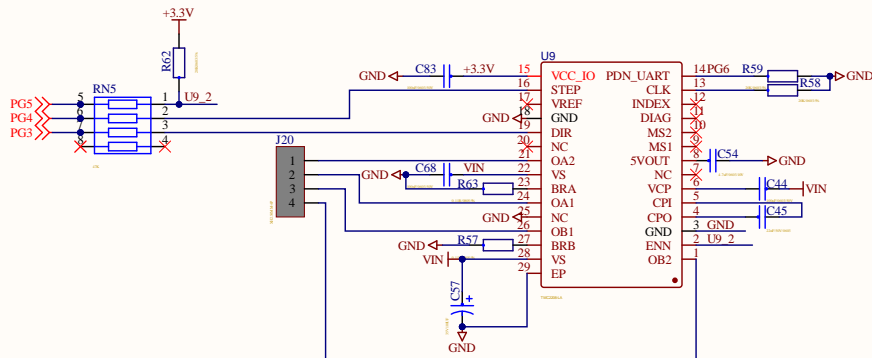 +3.3V
R62
RN5
PG5 5 1 U9_2
PG4 6 2
PG3 7 3
8 4
J20
1
2
3
4
U9
GND C83 +3.3V 15 VCC_IO PDN_UART 14 PG6 R59 GND
16 STEP CLK 13 R58
17 VREF INDEX 12
GND 18 GND DIAG 11
19 DIR MS2 10
20 NC MS1 9
21 OA2 5VOUT 8 C54 GND
GND C68 VIN 22 VS NC 7
R63 23 BRA VCP 6 C44 VIN
24 OA1 CPI 5
GND 25 NC CPO 4 C45
26 OB1 GND 3 GND
GND R57 27 BRB ENN 2 U9_2
VIN 28 VS OB2 1
29 EP
C57
+
GND